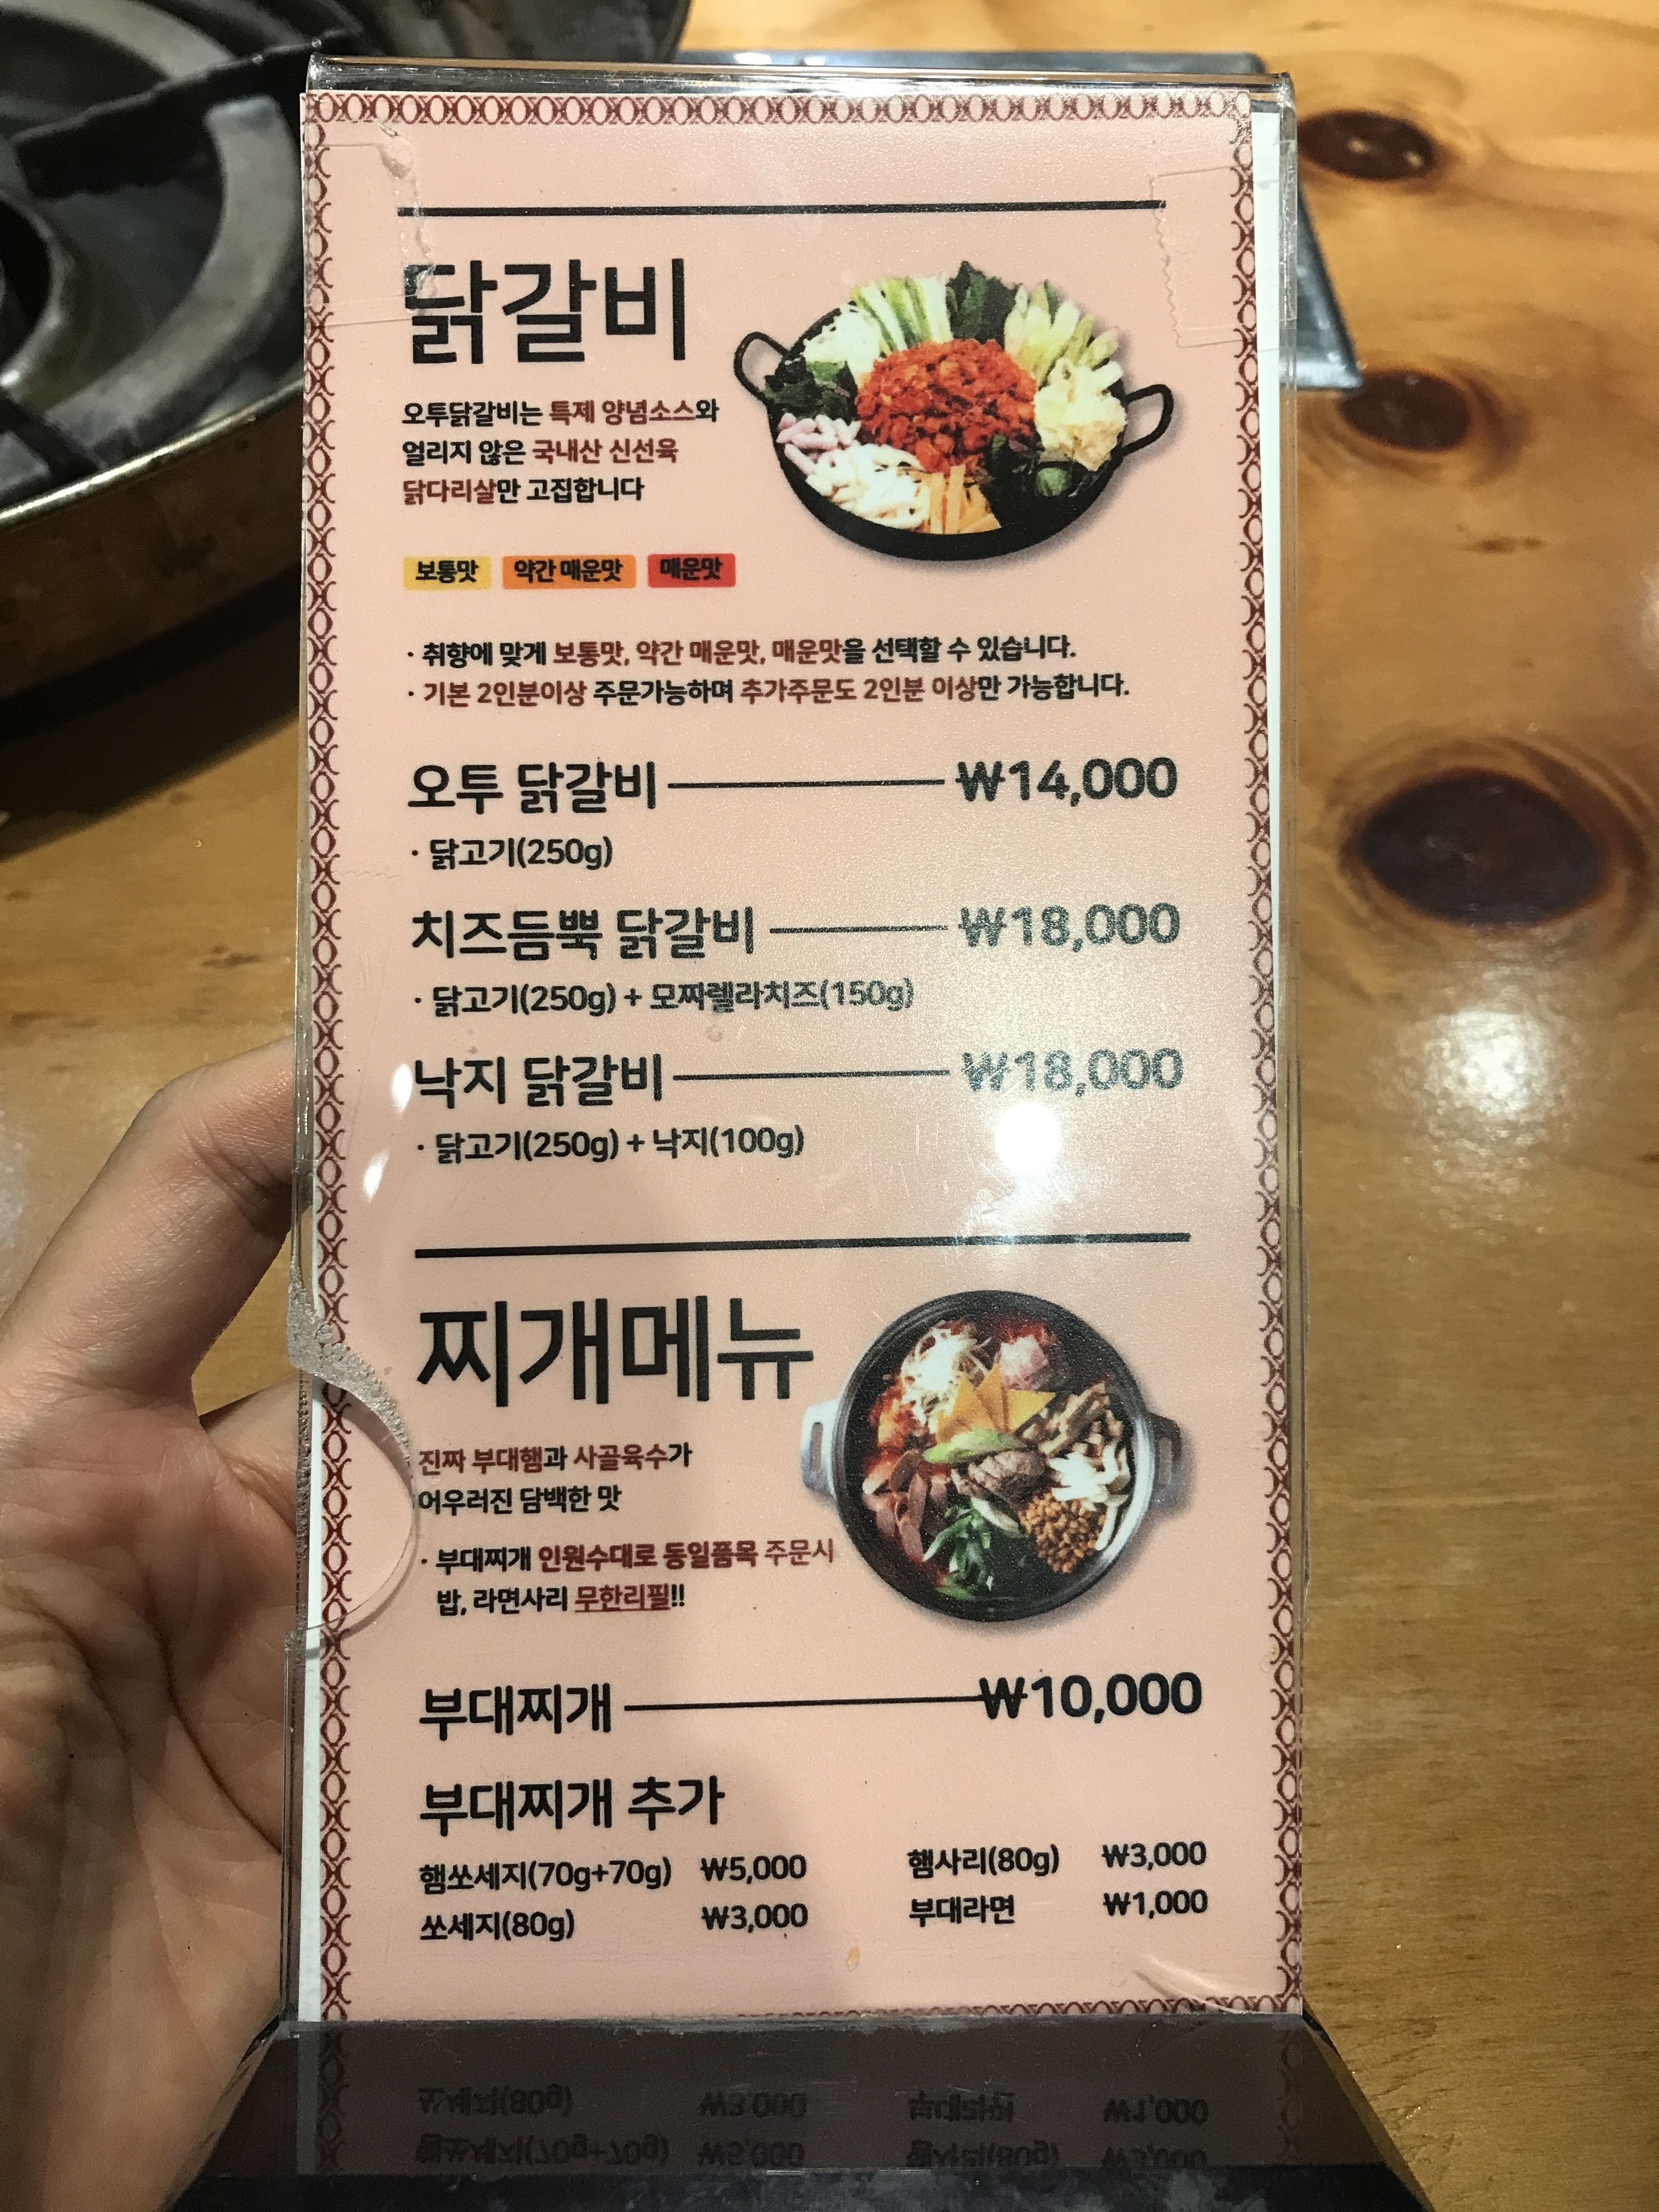 닭갈비
오투닭갈비는 특제 양념소스와
얼리지 않은 국내산 신선육
닭다리살만 고집합니다
보통맛 약간 매운맛 매운맛
· 취향에 맞게 보통맛, 약간 매운맛, 매운맛을 선택할 수 있습니다.
· 기본 2인분이상 주문가능하며 추가주문도 2인분 이상만 가능합니다.
오투 닭갈비 ₩14,000
· 닭고기(250g)
치즈듬뿍 닭갈비 ₩18,000
· 닭고기(250g) + 모짜렐라치즈(150g)
낙지 닭갈비 ₩18,000
· 닭고기(250g) + 낙지(100g)
찌개메뉴
진짜 부대햄과 사골육수가
어우러진 담백한 맛
· 부대찌개 인원수대로 동일품목 주문시
밥, 라면사리 무한리필!!
부대찌개 ₩10,000
부대찌개 추가
햄쏘세지(70g+70g) ₩5,000 햄사리(80g) ₩3,000
쏘세지(80g) ₩3,000 부대라면 ₩1,000